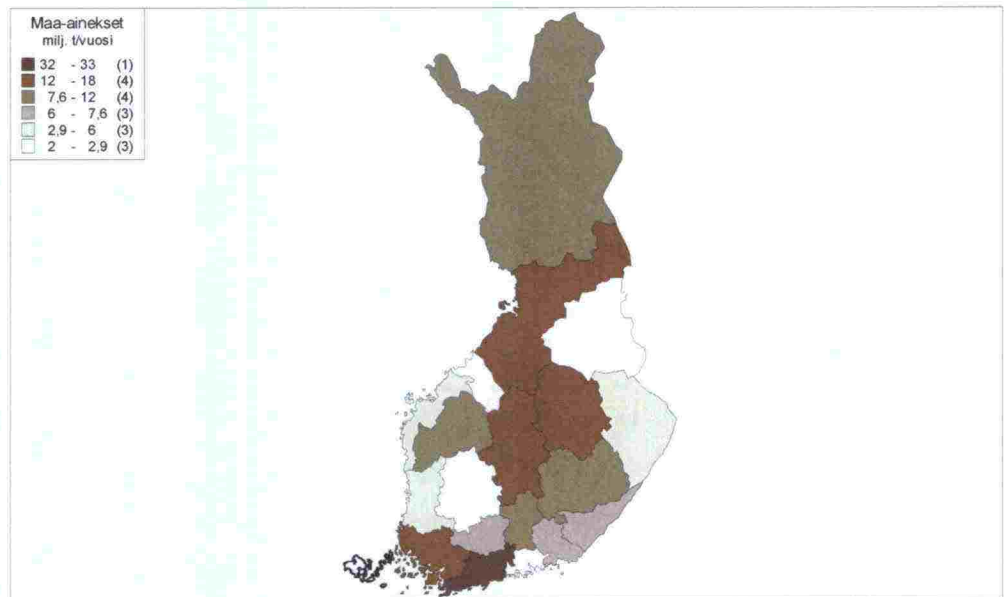 Maa-ainekset
milj. t/vuosi
32 - 33 (1)
12 - 18 (4)
7,6 - 12 (4)
6 - 7,6 (3)
2,9 - 6 (3)
2 - 2,9 (3)